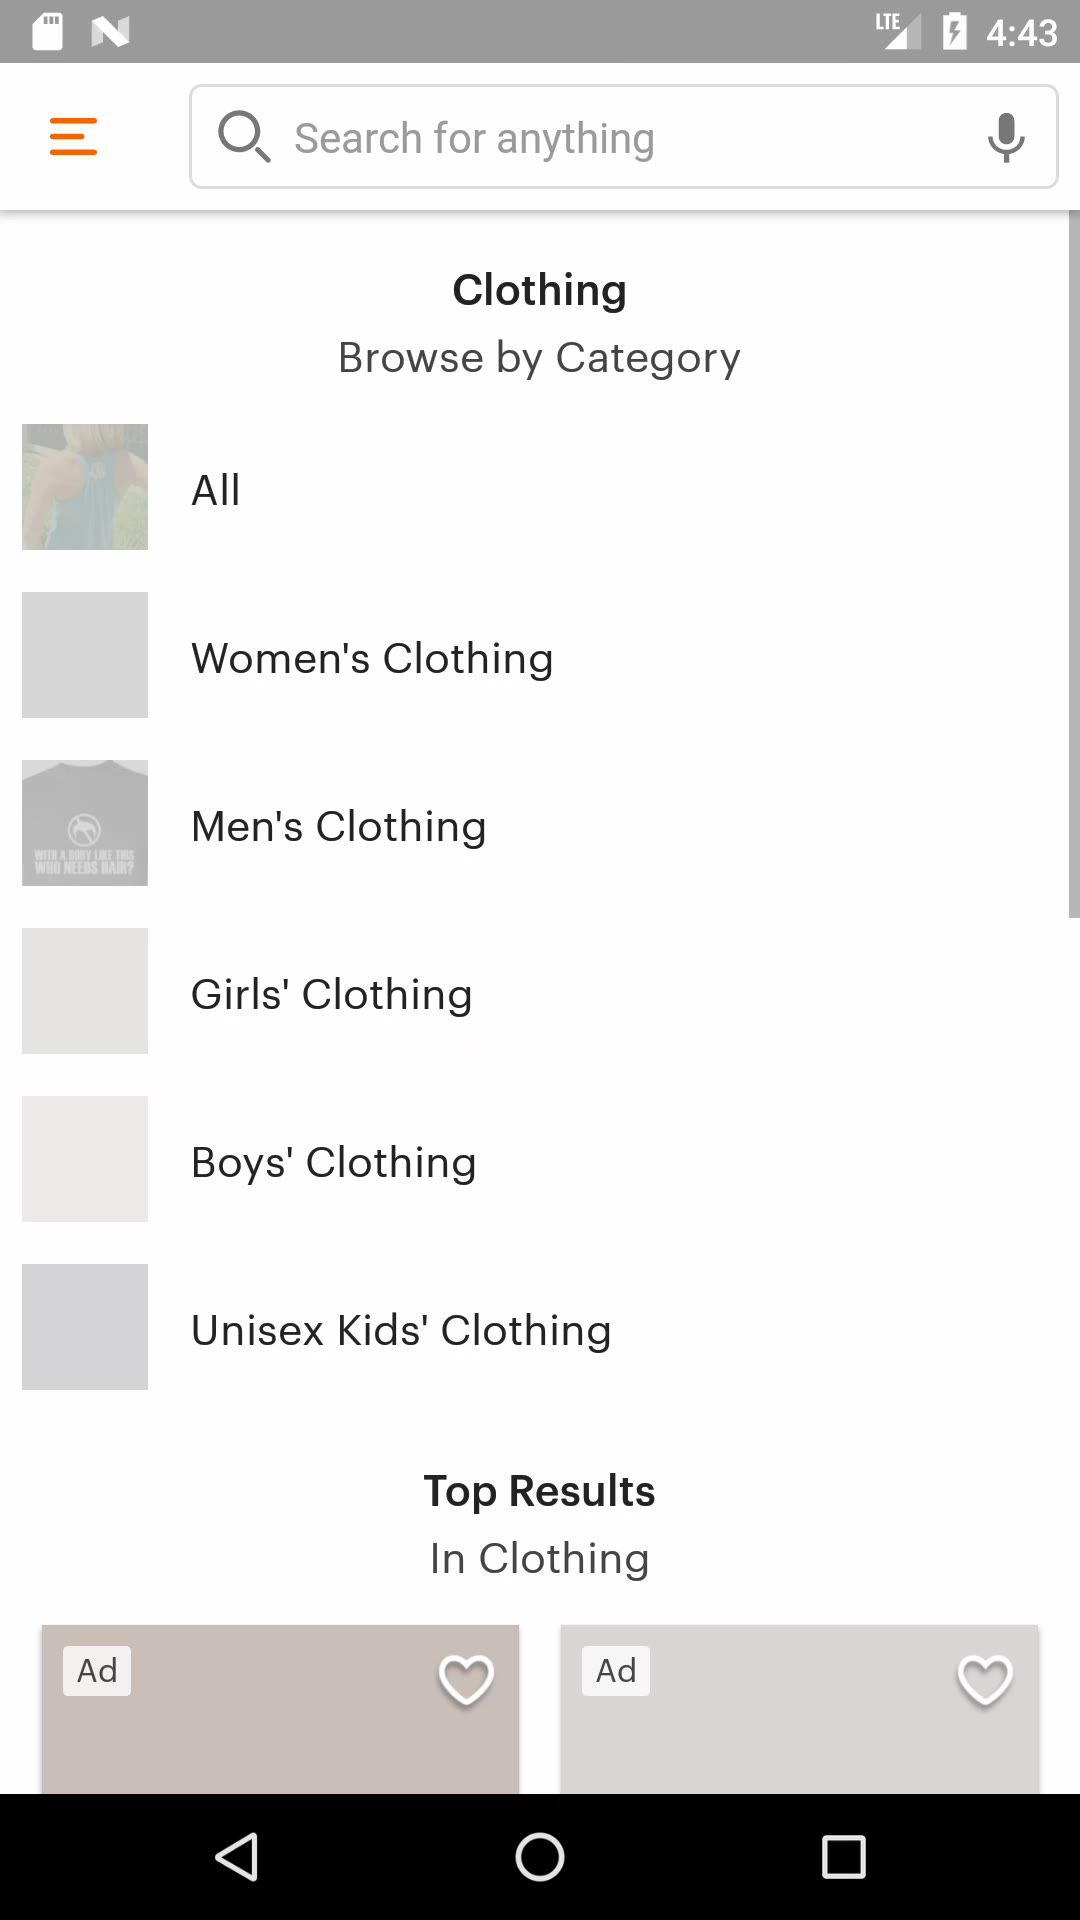 LTE 4:43
Search for anything
Clothing
Browse by Category
All
Women's Clothing
Men's Clothing
WITH A BODY LIKE THIS
WHO NEEDS HAIR?
Girls' Clothing
Boys' Clothing
Unisex Kids' Clothing
Top Results
In Clothing
Ad Ad